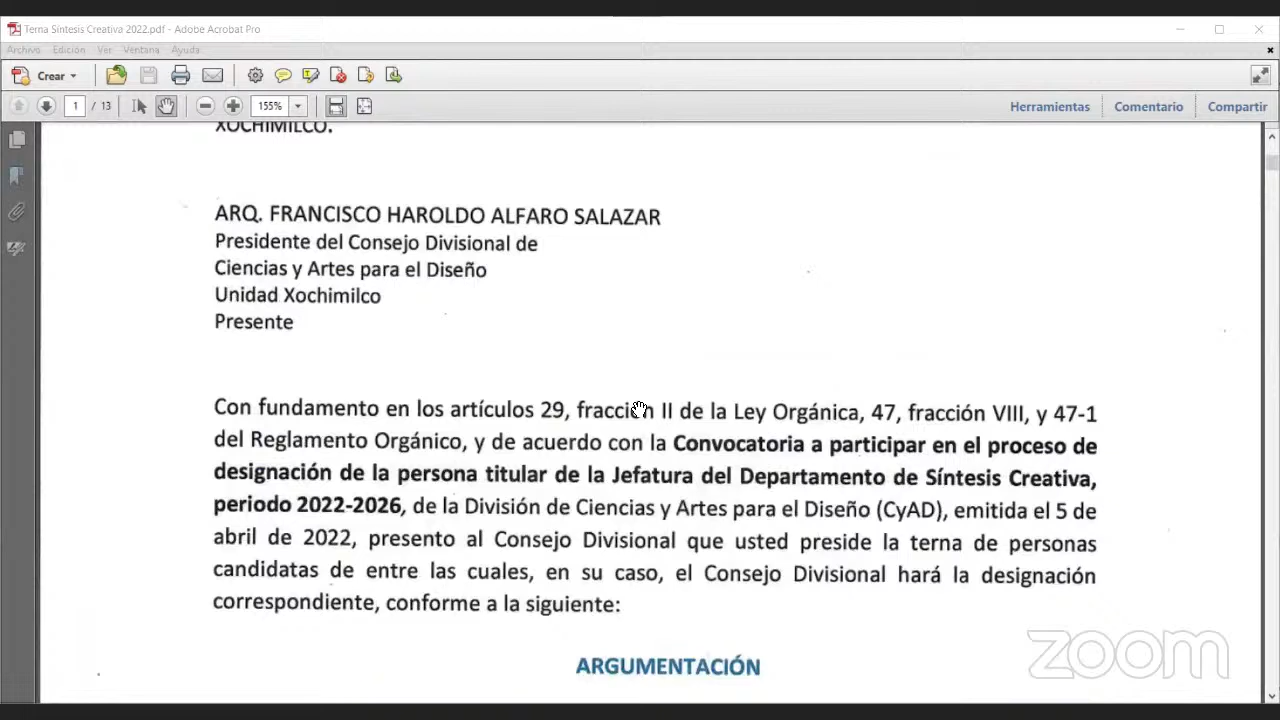 Tema Síntesis Creativa 2022.pdf - Adobe Acrobat Pro
Archivo Edición Ver Ventana Ayuda
Crear
1 / 13 155% Herramientas Comentario Compartir
XOCHIMILCO.
ARQ. FRANCISCO HAROLDO ALFARO SALAZAR
Presidente del Consejo Divisional de
Ciencias y Artes para el Diseño
Unidad Xochimilco
Presente
Con fundamento en los artículos 29, fracción II de la Ley Orgánica, 47, fracción VIII, y 47-1
del Reglamento Orgánico, y de acuerdo con la Convocatoria a participar en el proceso de
designación de la persona titular de la Jefatura del Departamento de Síntesis Creativa,
periodo 2022-2026, de la División de Ciencias y Artes para el Diseño (CyAD), emitida el 5 de
abril de 2022, presento al Consejo Divisional que usted preside la terna de personas
candidatas de entre las cuales, en su caso, el Consejo Divisional hará la designación
correspondiente, conforme a la siguiente:
ARGUMENTACIÓN
zoom